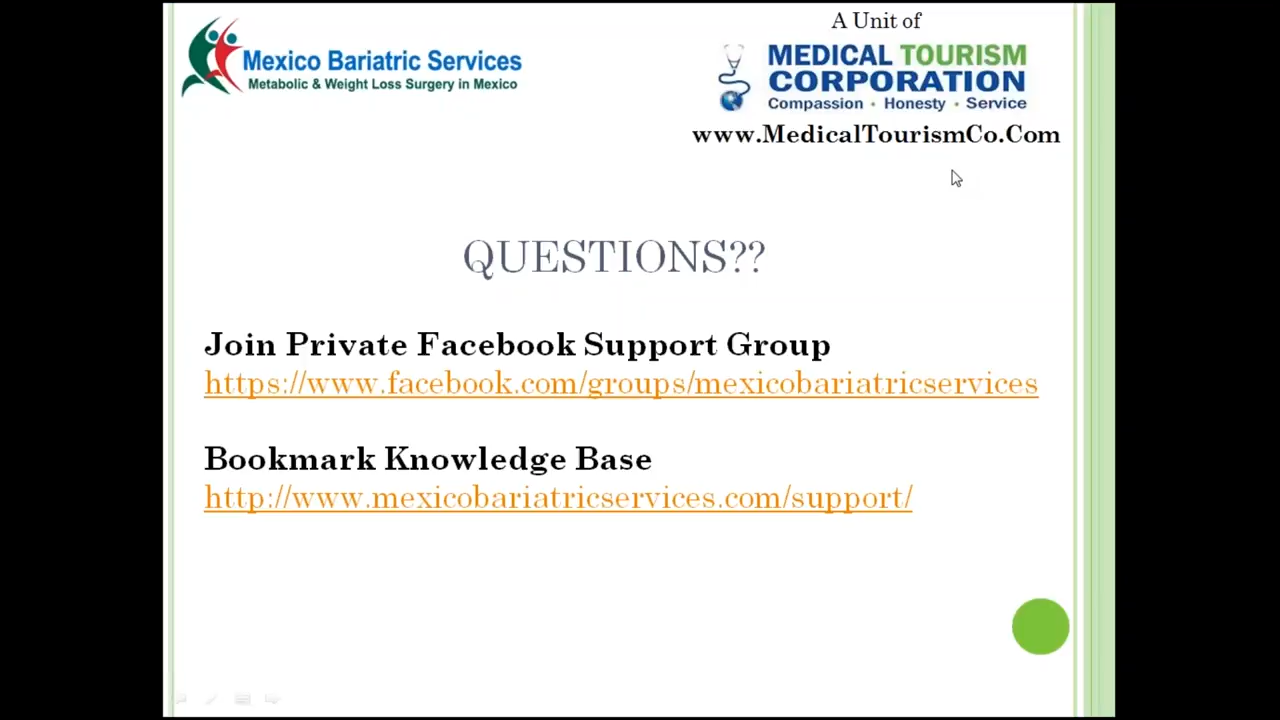 Mexico Bariatric Services
Metabolic & Weight Loss Surgery in Mexico
A Unit of
MEDICAL TOURISM
CORPORATION
Compassion • Honesty • Service
www.MedicalTourismCo.Com
QUESTIONS??
Join Private Facebook Support Group
https://www.facebook.com/groups/mexicobariatricservices
Bookmark Knowledge Base
http://www.mexicobariatricservices.com/support/